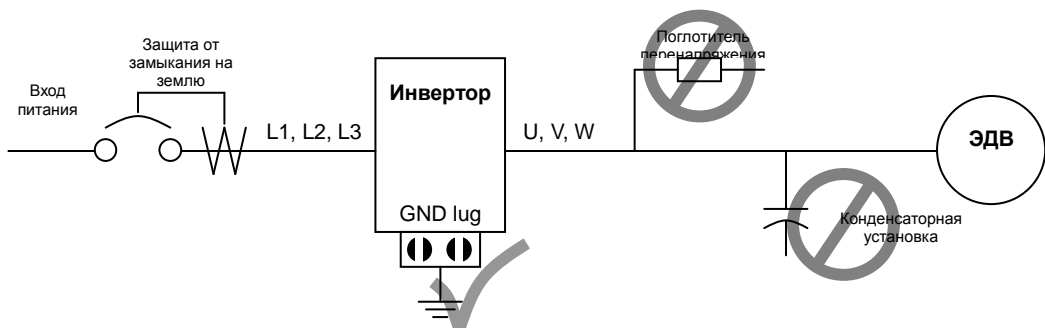 Поглотитель
перенапряжения
Защита от
замыкания на
землю
Вход
питания
Инвертор
L1, L2, L3
U, V, W
ЭДВ
GND lug
Конденсаторная
установка